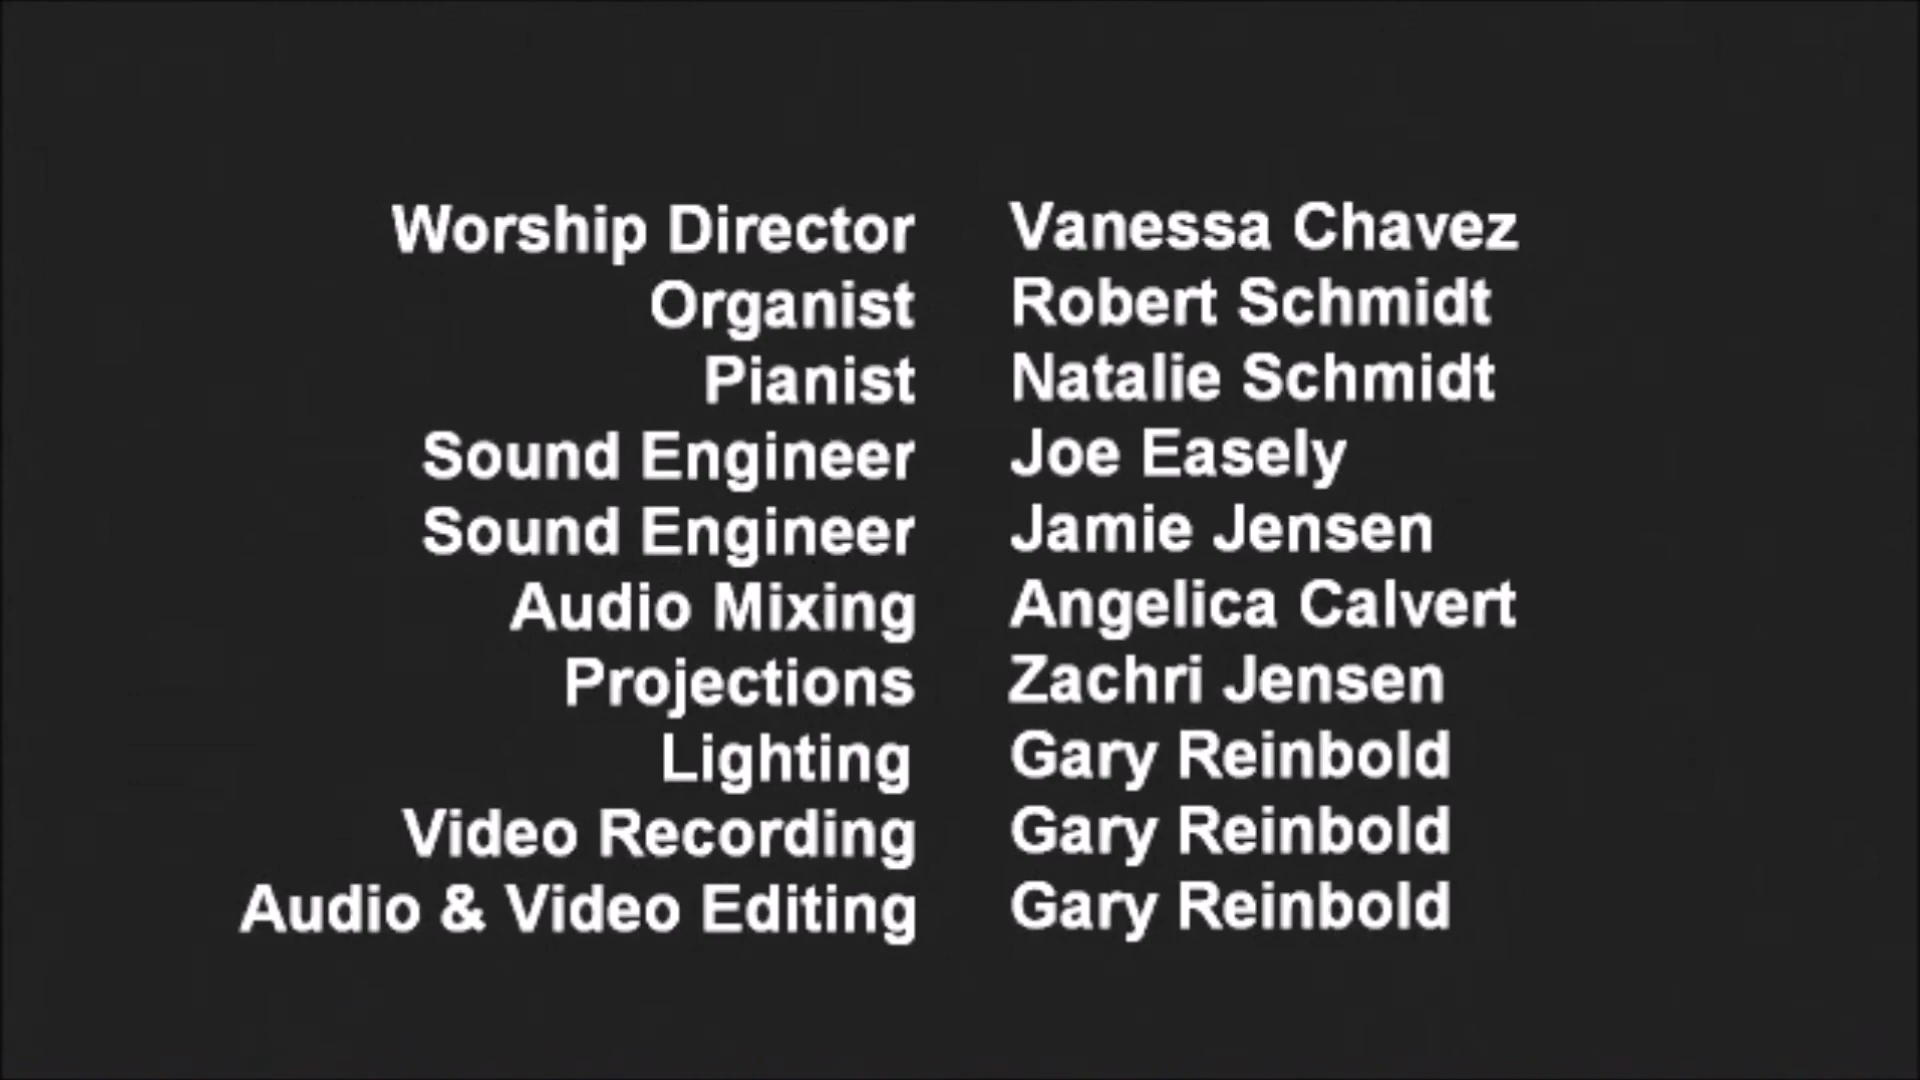 Worship Director Vanessa Chavez
Organist Robert Schmidt
Pianist Natalie Schmidt
Sound Engineer Joe Easely
Sound Engineer Jamie Jensen
Audio Mixing Angelica Calvert
Projections Zachri Jensen
Lighting Gary Reinbold
Video Recording Gary Reinbold
Audio & Video Editing Gary Reinbold